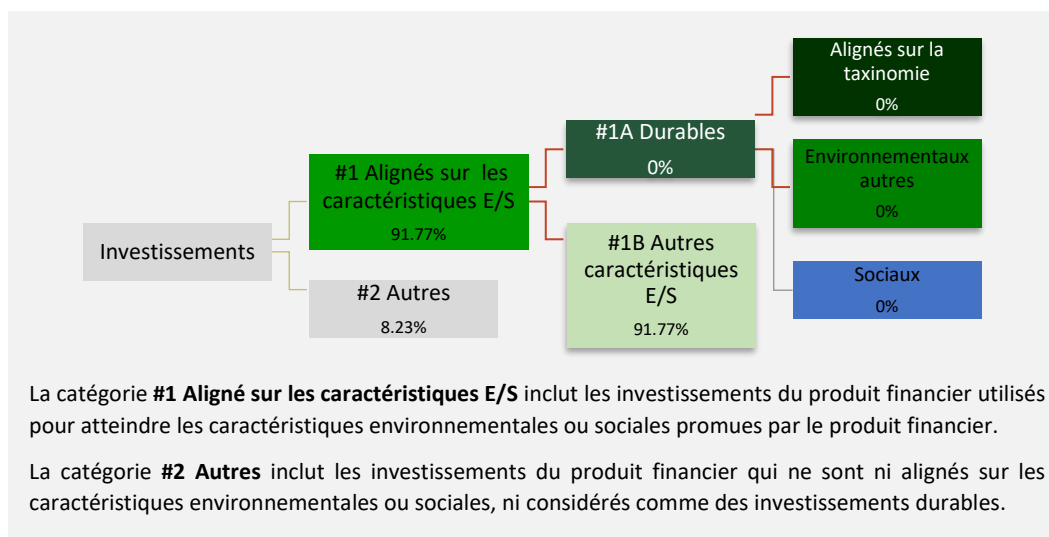 Investissements
#1 Alignés sur les
caractéristiques E/S
91.77%
#2 Autres
8.23%
#1A Durables
0%
#1B Autres
caractéristiques
E/S
91.77%
Alignés sur la
taxinomie
0%
Environnementaux
autres
0%
Sociaux
0%
La catégorie #1 Aligné sur les caractéristiques E/S inclut les investissements du produit financier utilisés
pour atteindre les caractéristiques environnementales ou sociales promues par le produit financier.
La catégorie #2 Autres inclut les investissements du produit financier qui ne sont ni alignés sur les
caractéristiques environnementales ou sociales, ni considérés comme des investissements durables.